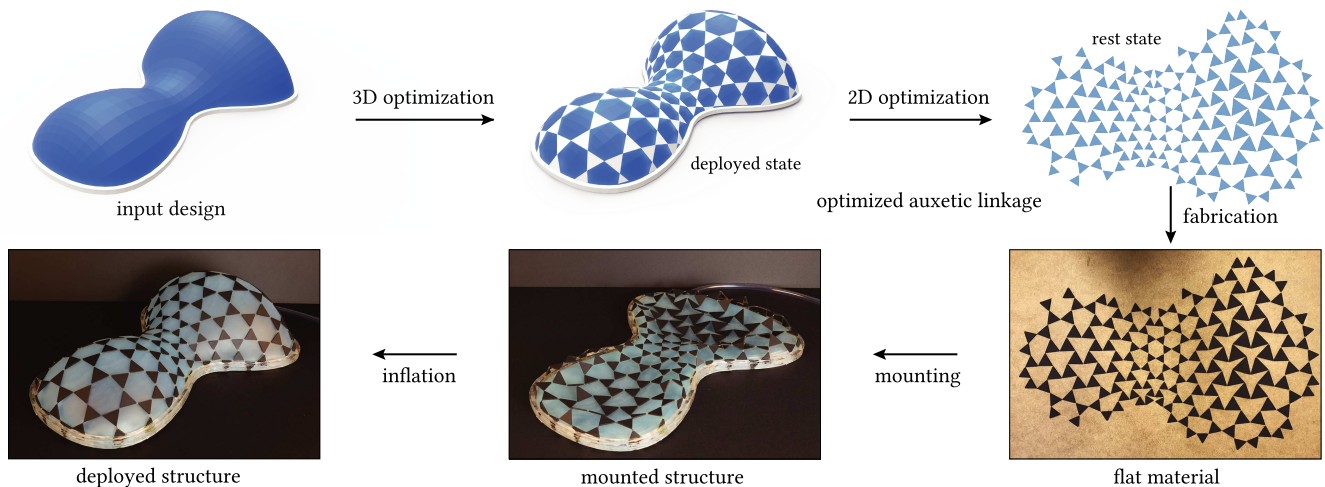 input design
3D optimization
deployed state
2D optimization
rest state
optimized auxetic linkage
fabrication
flat material
mounting
mounted structure
inflation
deployed structure